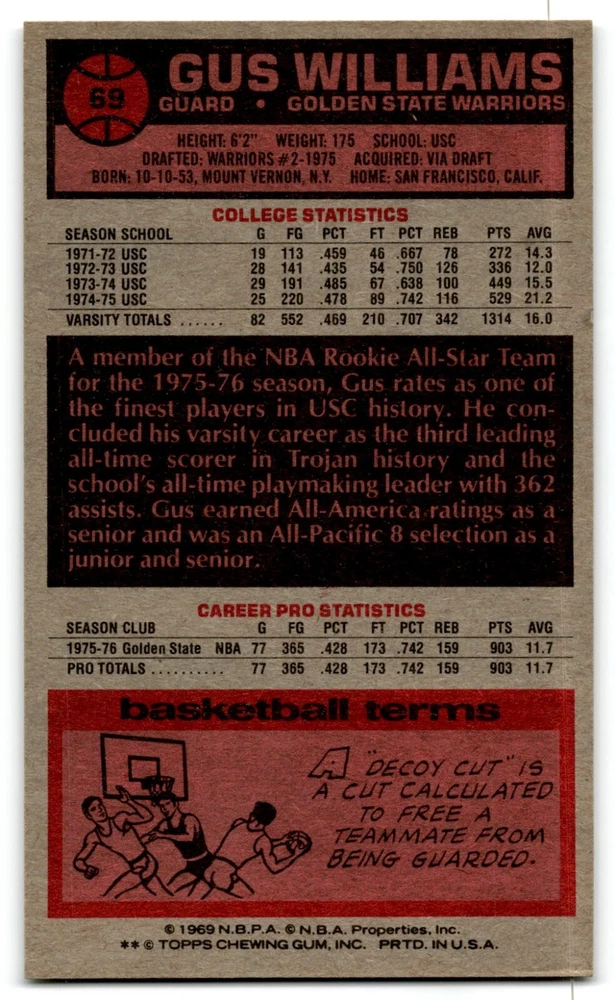 69
GUS WILLIAMS
GUARD • GOLDEN STATE WARRIORS
HEIGHT: 6'2" WEIGHT: 175 SCHOOL: USC
DRAFTED: WARRIORS #2-1975 ACQUIRED: VIA DRAFT
BORN: 10-10-53, MOUNT VERNON, N.Y. HOME: SAN FRANCISCO, CALIF.
COLLEGE STATISTICS
SEASON SCHOOL G FG PCT FT PCT REB PTS AVG
1971-72 USC 19 113 .459 46 .667 78 272 14.3
1972-73 USC 28 141 .435 54 .750 126 336 12.0
1973-74 USC 29 191 .485 67 .638 100 449 15.5
1974-75 USC 25 220 .478 89 .742 116 529 21.2
VARSITY TOTALS ...... 82 552 .469 210 .707 342 1314 16.0
A member of the NBA Rookie All-Star Team
for the 1975-76 season, Gus rates as one of
the finest players in USC history. He con-
cluded his varsity career as the third leading
all-time scorer in Trojan history and the
school's all-time playmaking leader with 362
assists. Gus earned All-America ratings as a
senior and was an All-Pacific 8 selection as a
junior and senior.
CAREER PRO STATISTICS
SEASON CLUB G FG PCT FT PCT REB PTS AVG
1975-76 Golden State NBA 77 365 .428 173 .742 159 903 11.7
PRO TOTALS .......... 77 365 .428 173 .742 159 903 11.7
basketball terms
A "DECOY CUT" IS
A CUT CALCULATED
TO FREE A
TEAMMATE FROM
BEING GUARDED.
© 1969 N.B.P.A. © N.B.A. Properties, Inc.
** © TOPPS CHEWING GUM, INC. PRTD. IN U.S.A.